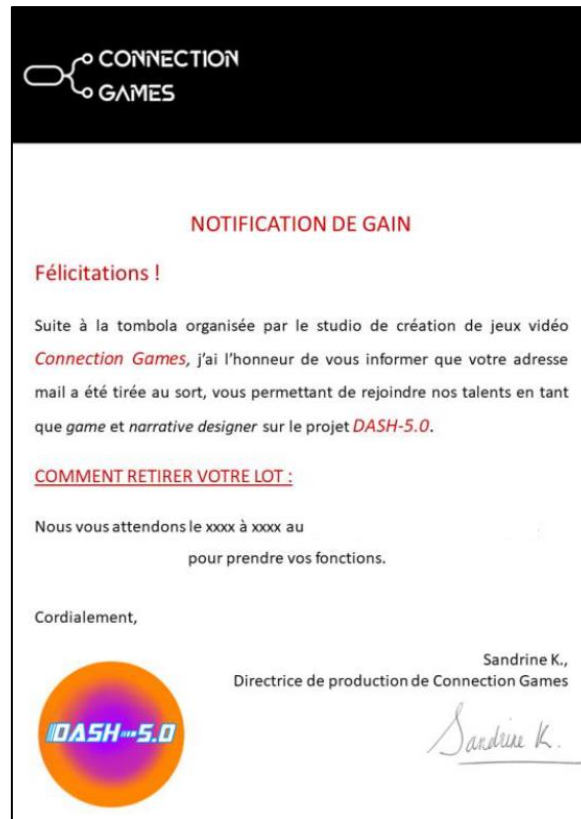 CONNECTION
GAMES
NOTIFICATION DE GAIN
Félicitations !
Suite à la tombola organisée par le studio de création de jeux vidéo
Connection Games, j’ai l’honneur de vous informer que votre adresse
mail a été tirée au sort, vous permettant de rejoindre nos talents en tant
que game et narrative designer sur le projet DASH-5.0.
COMMENT RETIRER VOTRE LOT :
Nous vous attendons le xxxx à xxxx au
pour prendre vos fonctions.
Cordialement,
Sandrine K.,
Directrice de production de Connection Games
DASH---5.0
Sandrine K.